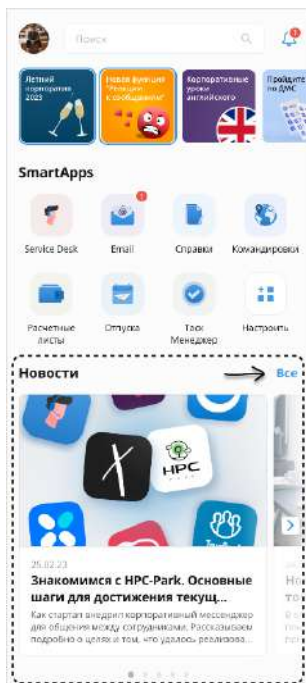 Поиск
Летний
корпоратив
2023
Новая функция
"Реакции
к сообщениям"
Корпоративные
уроки
английского
Пройдите
по ДМС
SmartApps
Service Desk
Email
Справки
Командировки
Расчетные
листы
Отпуска
Таск
Менеджер
Настроить
Новости
Все
HPC
25.02.23
Знакомимся с HPC-Park. Основные
шаги для достижения текущ...
Как стартап внедрил корпоративный мессенджер
для общения между сотрудниками. Рассказываем
подробно о целях и том, что удалось реализова...